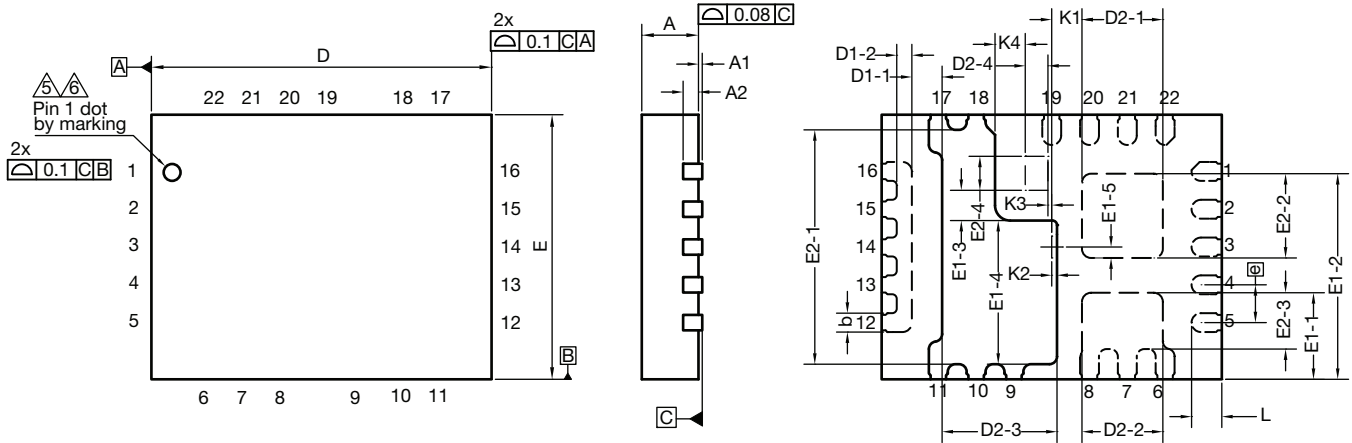 2x
⌓ 0.1 C A
A
D
5 6
Pin 1 dot
by marking
22 21 20 19 18 17
2x
⌓ 0.1 C B
1
2
3
4
5
16
15
14
13
12
E
B
6 7 8 9 10 11
⌓ 0.08 C
A
A1
A2
C
K1 D2-1
K4
D1-2
D2-4
D1-1
17 18 19 20 21 22
16
15
14
13
12
1
2
3
4
5
E2-1
E1-3
E2-4
K3
E1-5
E2-2
E1-2
E1-4
K2
e
b
E2-3
E1-1
11 10 9 8 7 6
L
D2-3 D2-2